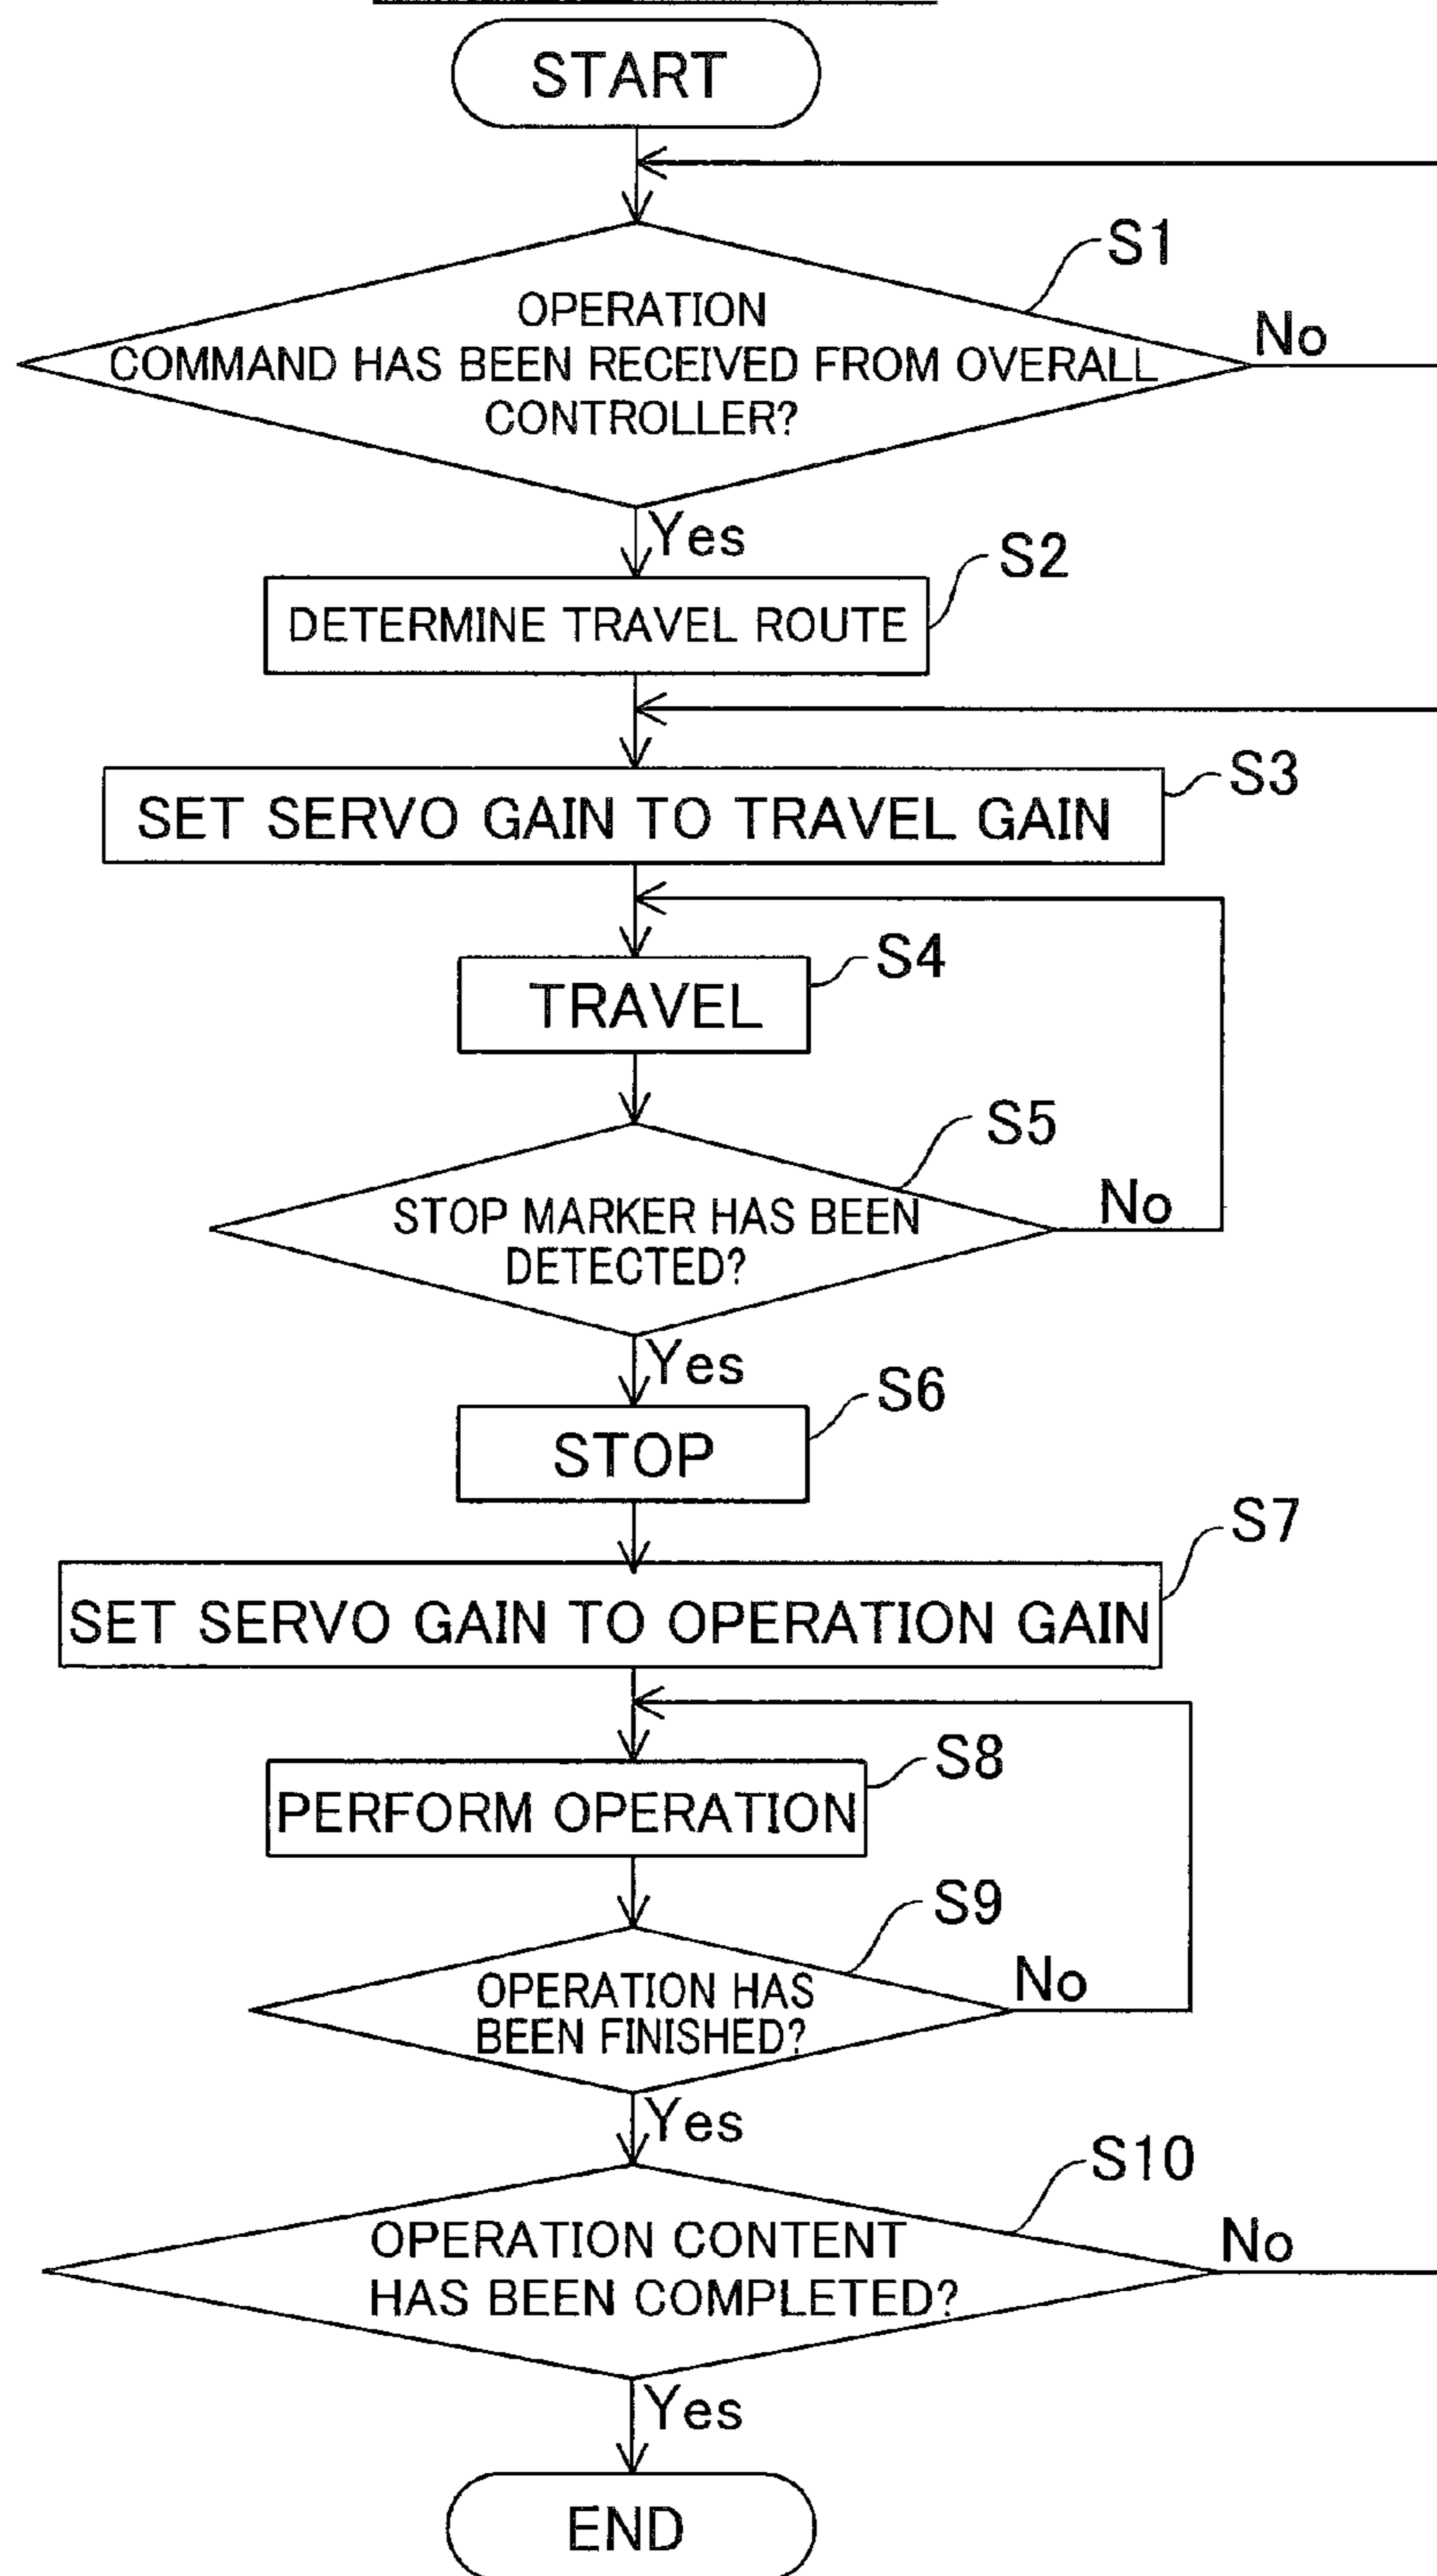 START
S1
OPERATION
COMMAND HAS BEEN RECEIVED FROM OVERALL
CONTROLLER?
No
Yes
S2
DETERMINE TRAVEL ROUTE
S3
SET SERVO GAIN TO TRAVEL GAIN
S4
TRAVEL
S5
STOP MARKER HAS BEEN
DETECTED?
No
Yes
S6
STOP
S7
SET SERVO GAIN TO OPERATION GAIN
S8
PERFORM OPERATION
S9
OPERATION HAS
BEEN FINISHED?
No
Yes
S10
OPERATION CONTENT
HAS BEEN COMPLETED?
No
Yes
END